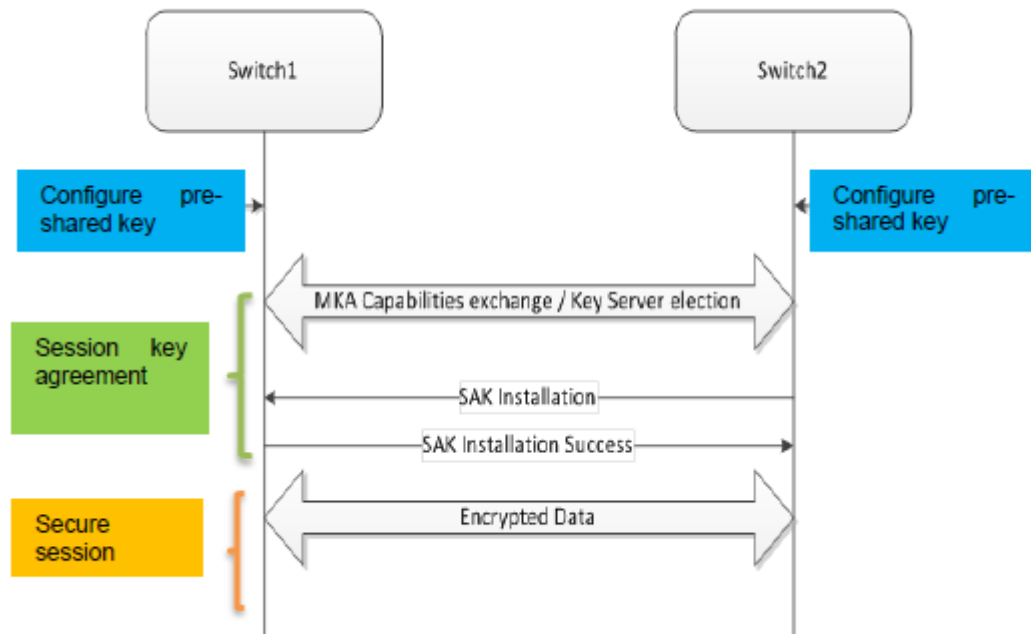 Switch1
Switch2
Configure pre-
shared key
Configure pre-
shared key
MKA Capabilities exchange / Key Server election
Session key
agreement
SAK Installation
SAK Installation Success
Secure
session
Encrypted Data